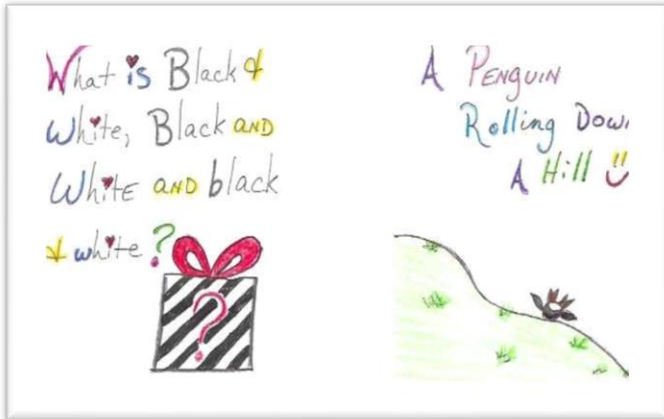 What is Black &
White, Black AND
White AND black
& white?
?
A PENGUIN
Rolling Dow
A Hill